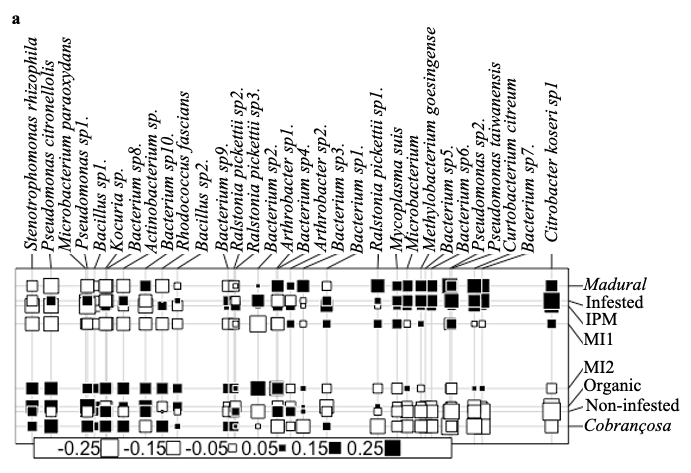 a
Stenotrophomonas rhizophila
Pseudomonas citronellolis
Microbacterium paraoxydans
Pseudomonas sp1.
Bacillus sp1.
Kocuria sp.
Bacterium sp8.
Actinobacterium sp.
Bacterium sp10.
Rhodococcus fascians
Bacillus sp2.
Bacterium sp9.
Ralstonia pickettii sp2.
Ralstonia pickettii sp3.
Bacterium sp2.
Arthrobacter sp1.
Bacterium sp4.
Arthrobacter sp2.
Bacterium sp3.
Bacterium sp1.
Ralstonia pickettii sp1.
Mycoplasma suis
Microbacterium
Methylobacterium goesingense
Bacterium sp5.
Bacterium sp6.
Pseudomonas sp2.
Pseudomonas taiwanensis
Curtobacterium citreum
Bacterium sp7.
Citrobacter koseri sp1
Madural
Infested
IPM
MI1
MI2
Organic
Non-infested
Cobrançosa
-0.25 -0.15 -0.05 0.05 0.15 0.25